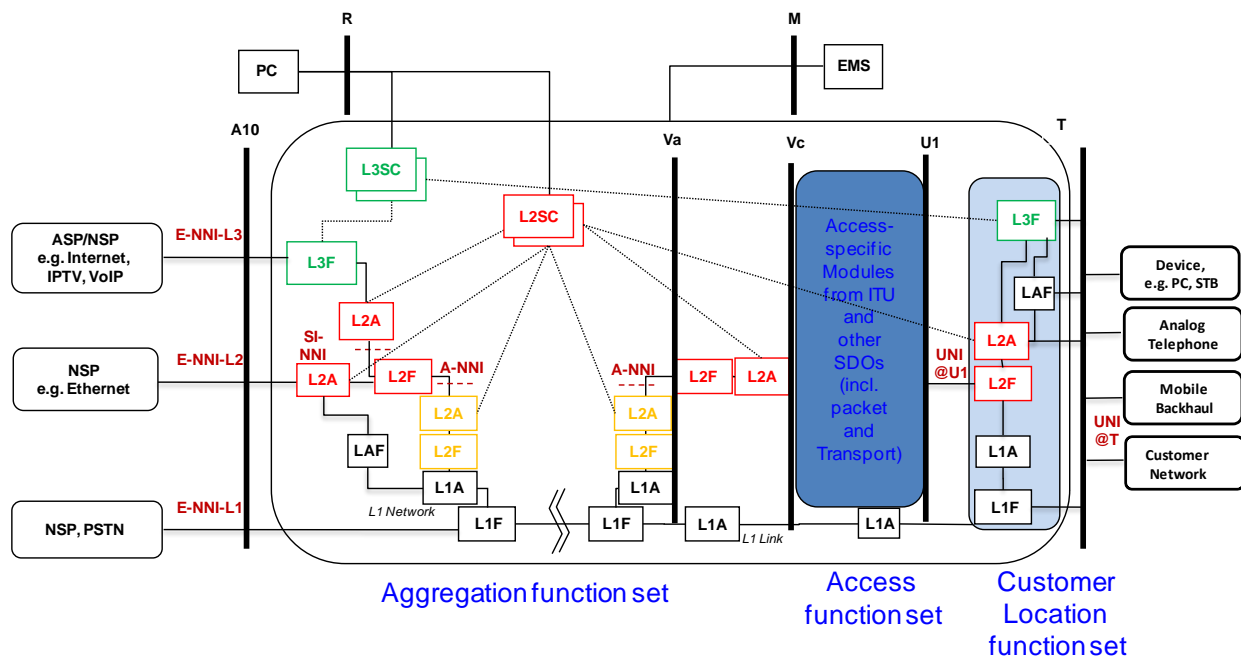 R
M
PC
EMS
A10
Va
Vc
U1
T
L3SC
L2SC
L3F
ASP/NSP
e.g. Internet,
IPTV, VoIP
E-NNI-L3
L3F
Access-
specific
Modules
from ITU
and
other
SDOs
(incl.
packet
and
Transport)
LAF
Device,
e.g. PC, STB
L2A
SI-
NNI
L2A
Analog
Telephone
NSP
e.g. Ethernet
E-NNI-L2
L2A
L2F
A-NNI
A-NNI
L2F
L2A
UNI
@U1
L2F
Mobile
Backhaul
L2A
L2A
UNI
@T
LAF
L2F
L2F
L1A
Customer
Network
L1A
L1A
E-NNI-L1
L1 Network
NSP, PSTN
L1F
L1F
L1A
L1 Link
L1A
L1F
Aggregation function set
Access
function set
Customer
Location
function set